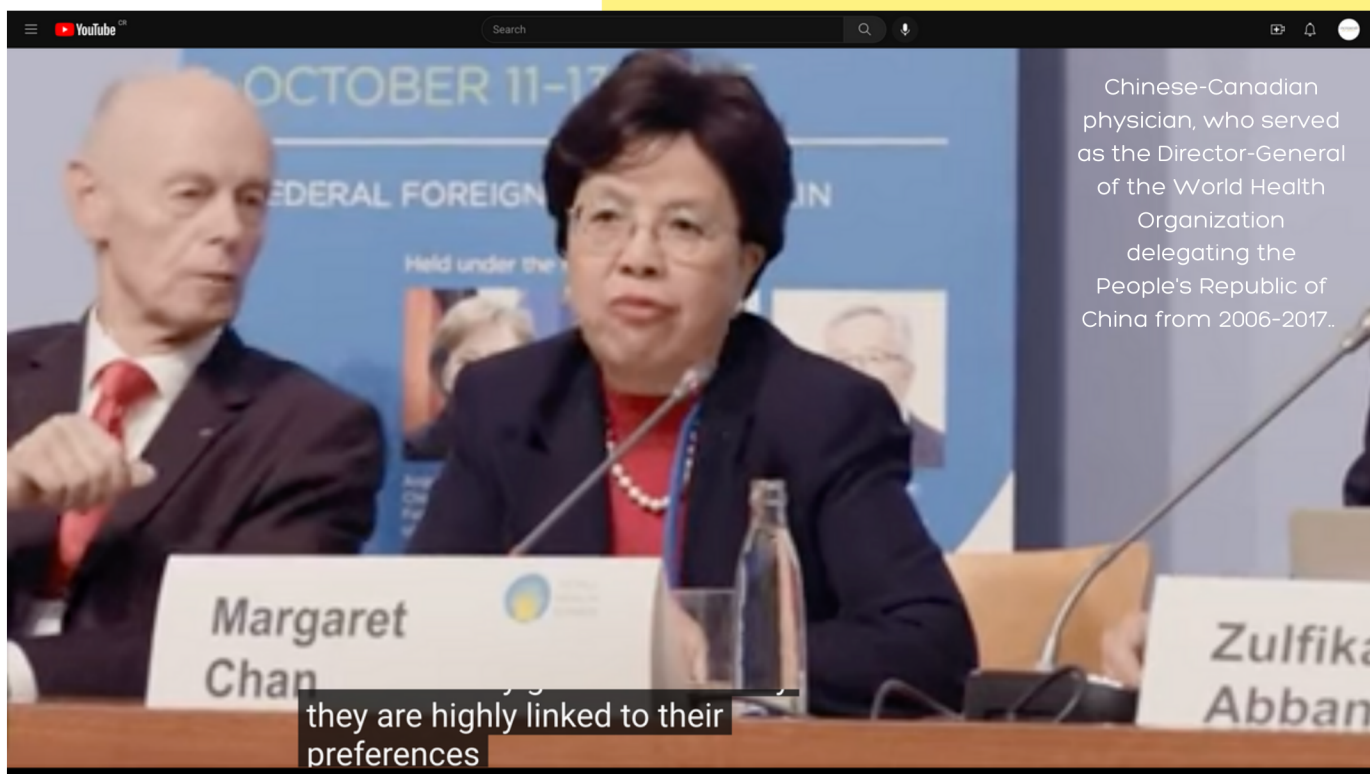 YouTube CR
Search
OCTOBER 11-1
EDERAL FOREIGN
IN
Held under the
Chinese-Canadian
physician, who served
as the Director-General
of the World Health
Organization
delegating the
People's Republic of
China from 2006-2017..
Margaret
Chan
Zulfika
Abban
they are highly linked to their
preferences